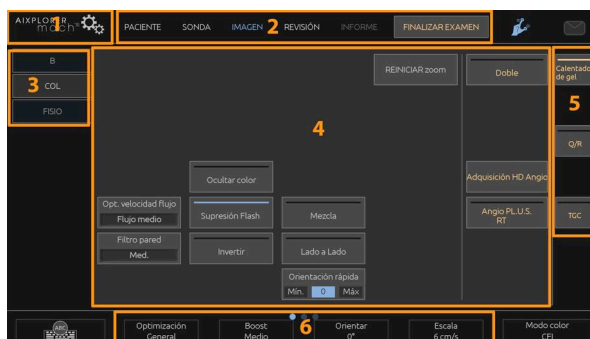 AIXPLORER
mach
1
PACIENTE
SONDA
IMAGEN
2
REVISIÓN
INFORME
FINALIZAR EXAMEN
B
3
COL
FISIO
REINICIAR zoom
Doble
Calentado
de gel
5
4
Q/R
Ocultar color
Adquisición HD Angio
Opt. velocidad flujo
Flujo medio
Supresión Flash
Mezcla
Angio PL.U.S.
RT
TGC
Filtro pared
Med.
Invertir
Lado a Lado
Orientación rápida
Mín. 0 Máx
ABC
Optimización
General
Boost
Medio
6
Orientar
0°
Escala
6 cm/s
Modo color
CFI